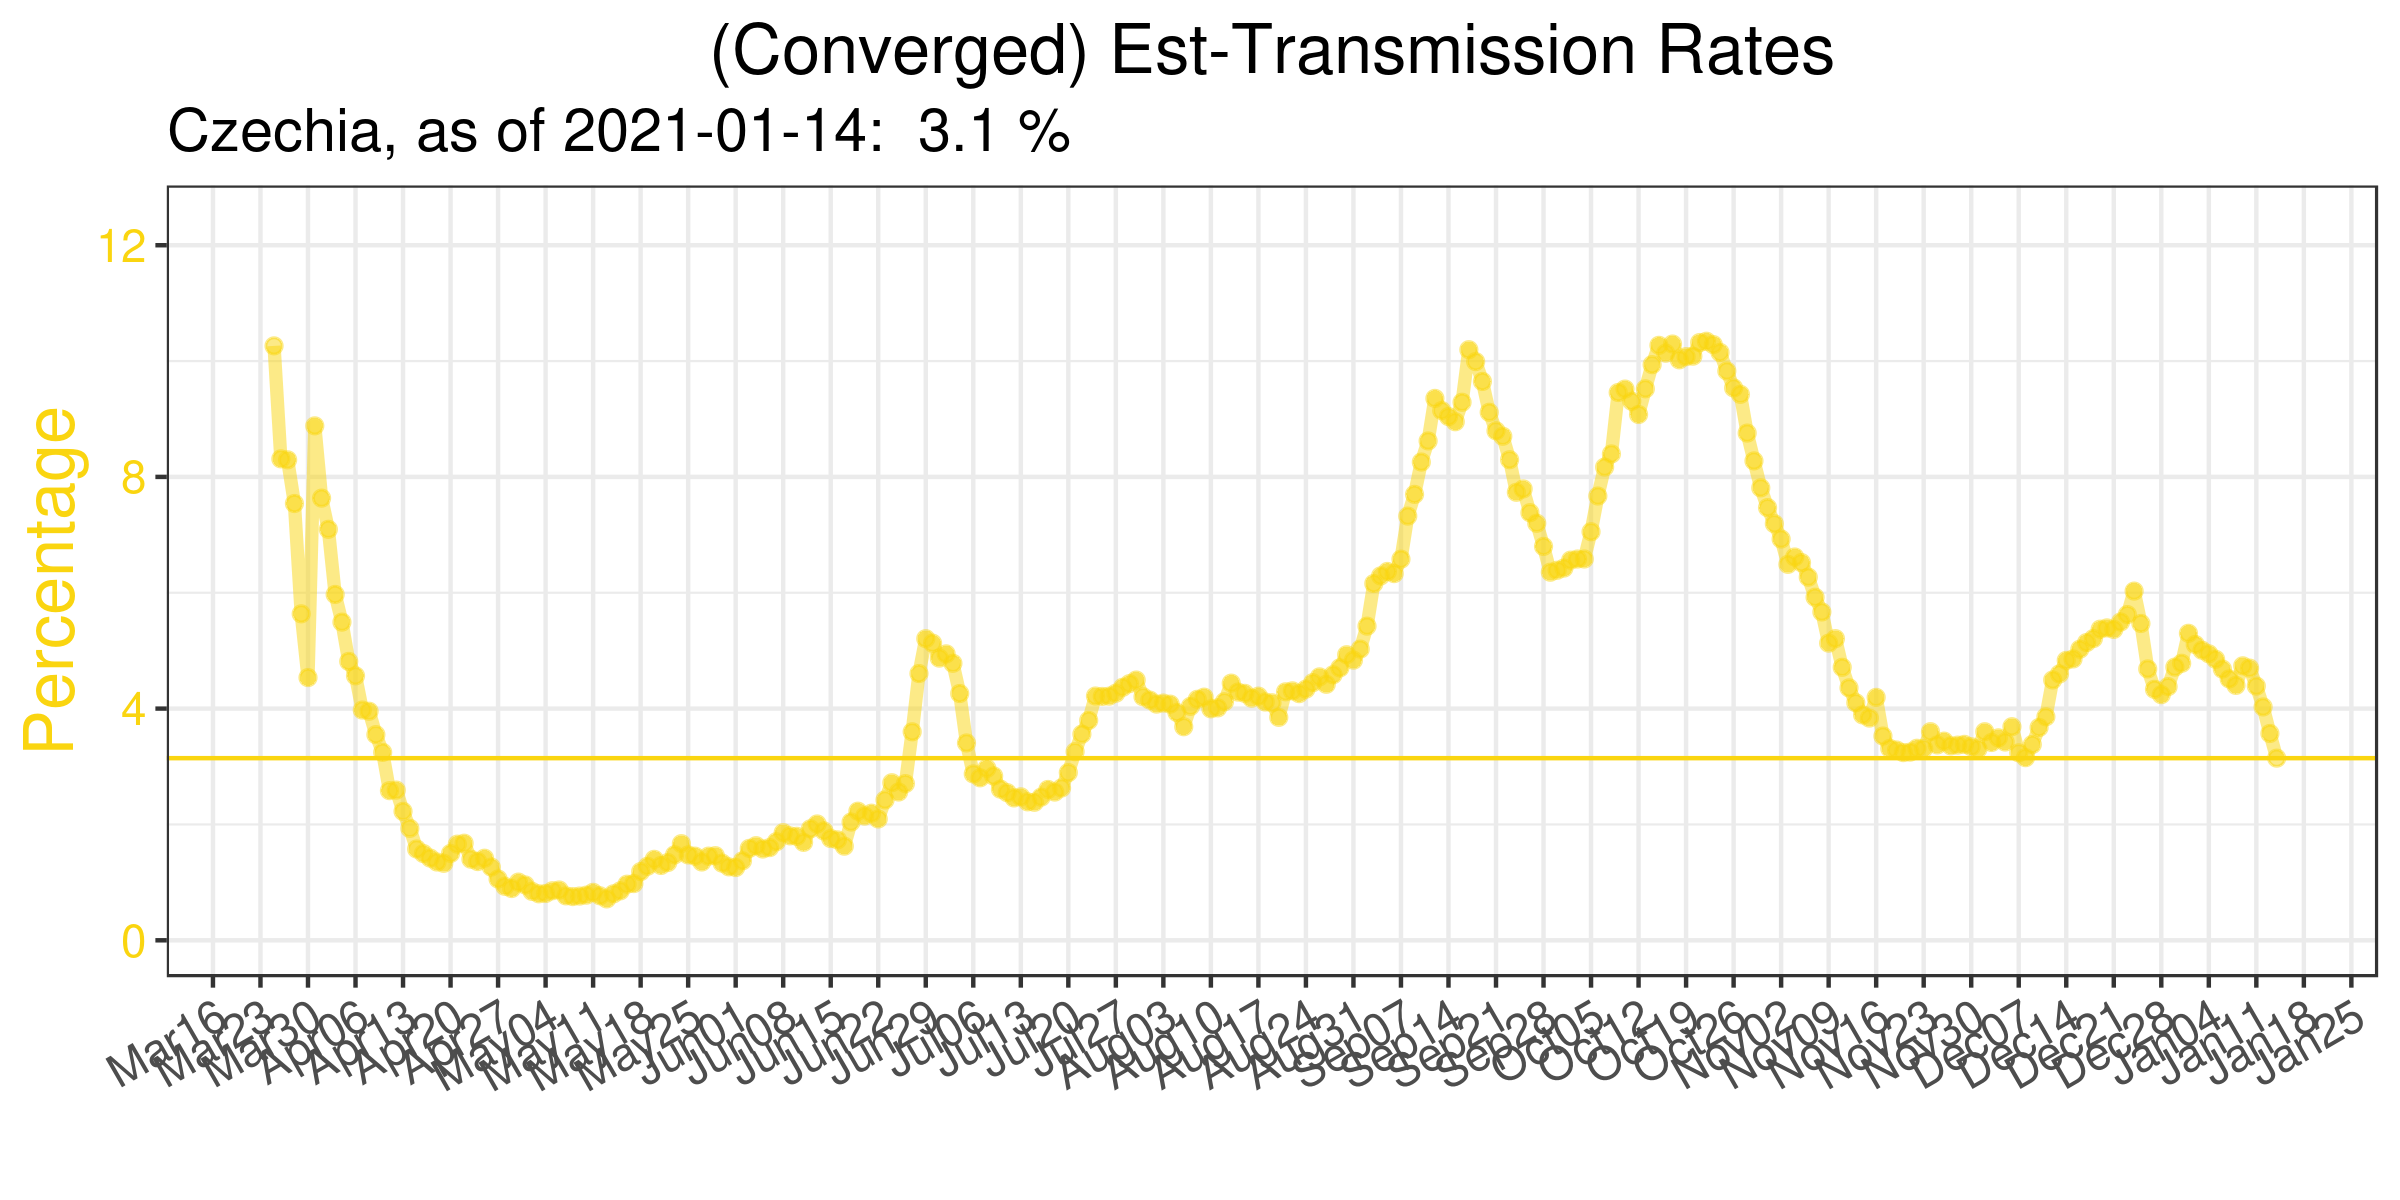 (Converged) Est-Transmission Rates
Czechia, as of 2021-01-14:  3.1 %
Percentage
12
8
4
0
Mar16
Mar23
Mar30
Apr06
Apr13
Apr20
Apr27
May04
May11
May18
May25
Jun01
Jun08
Jun15
Jun22
Jun29
Jul06
Jul13
Jul20
Jul27
Aug03
Aug10
Aug17
Aug24
Aug31
Sep07
Sep14
Sep21
Sep28
Oct05
Oct12
Oct19
Oct26
Nov02
Nov09
Nov16
Nov23
Nov30
Dec07
Dec14
Dec21
Dec28
Jan04
Jan11
Jan18
Jan25